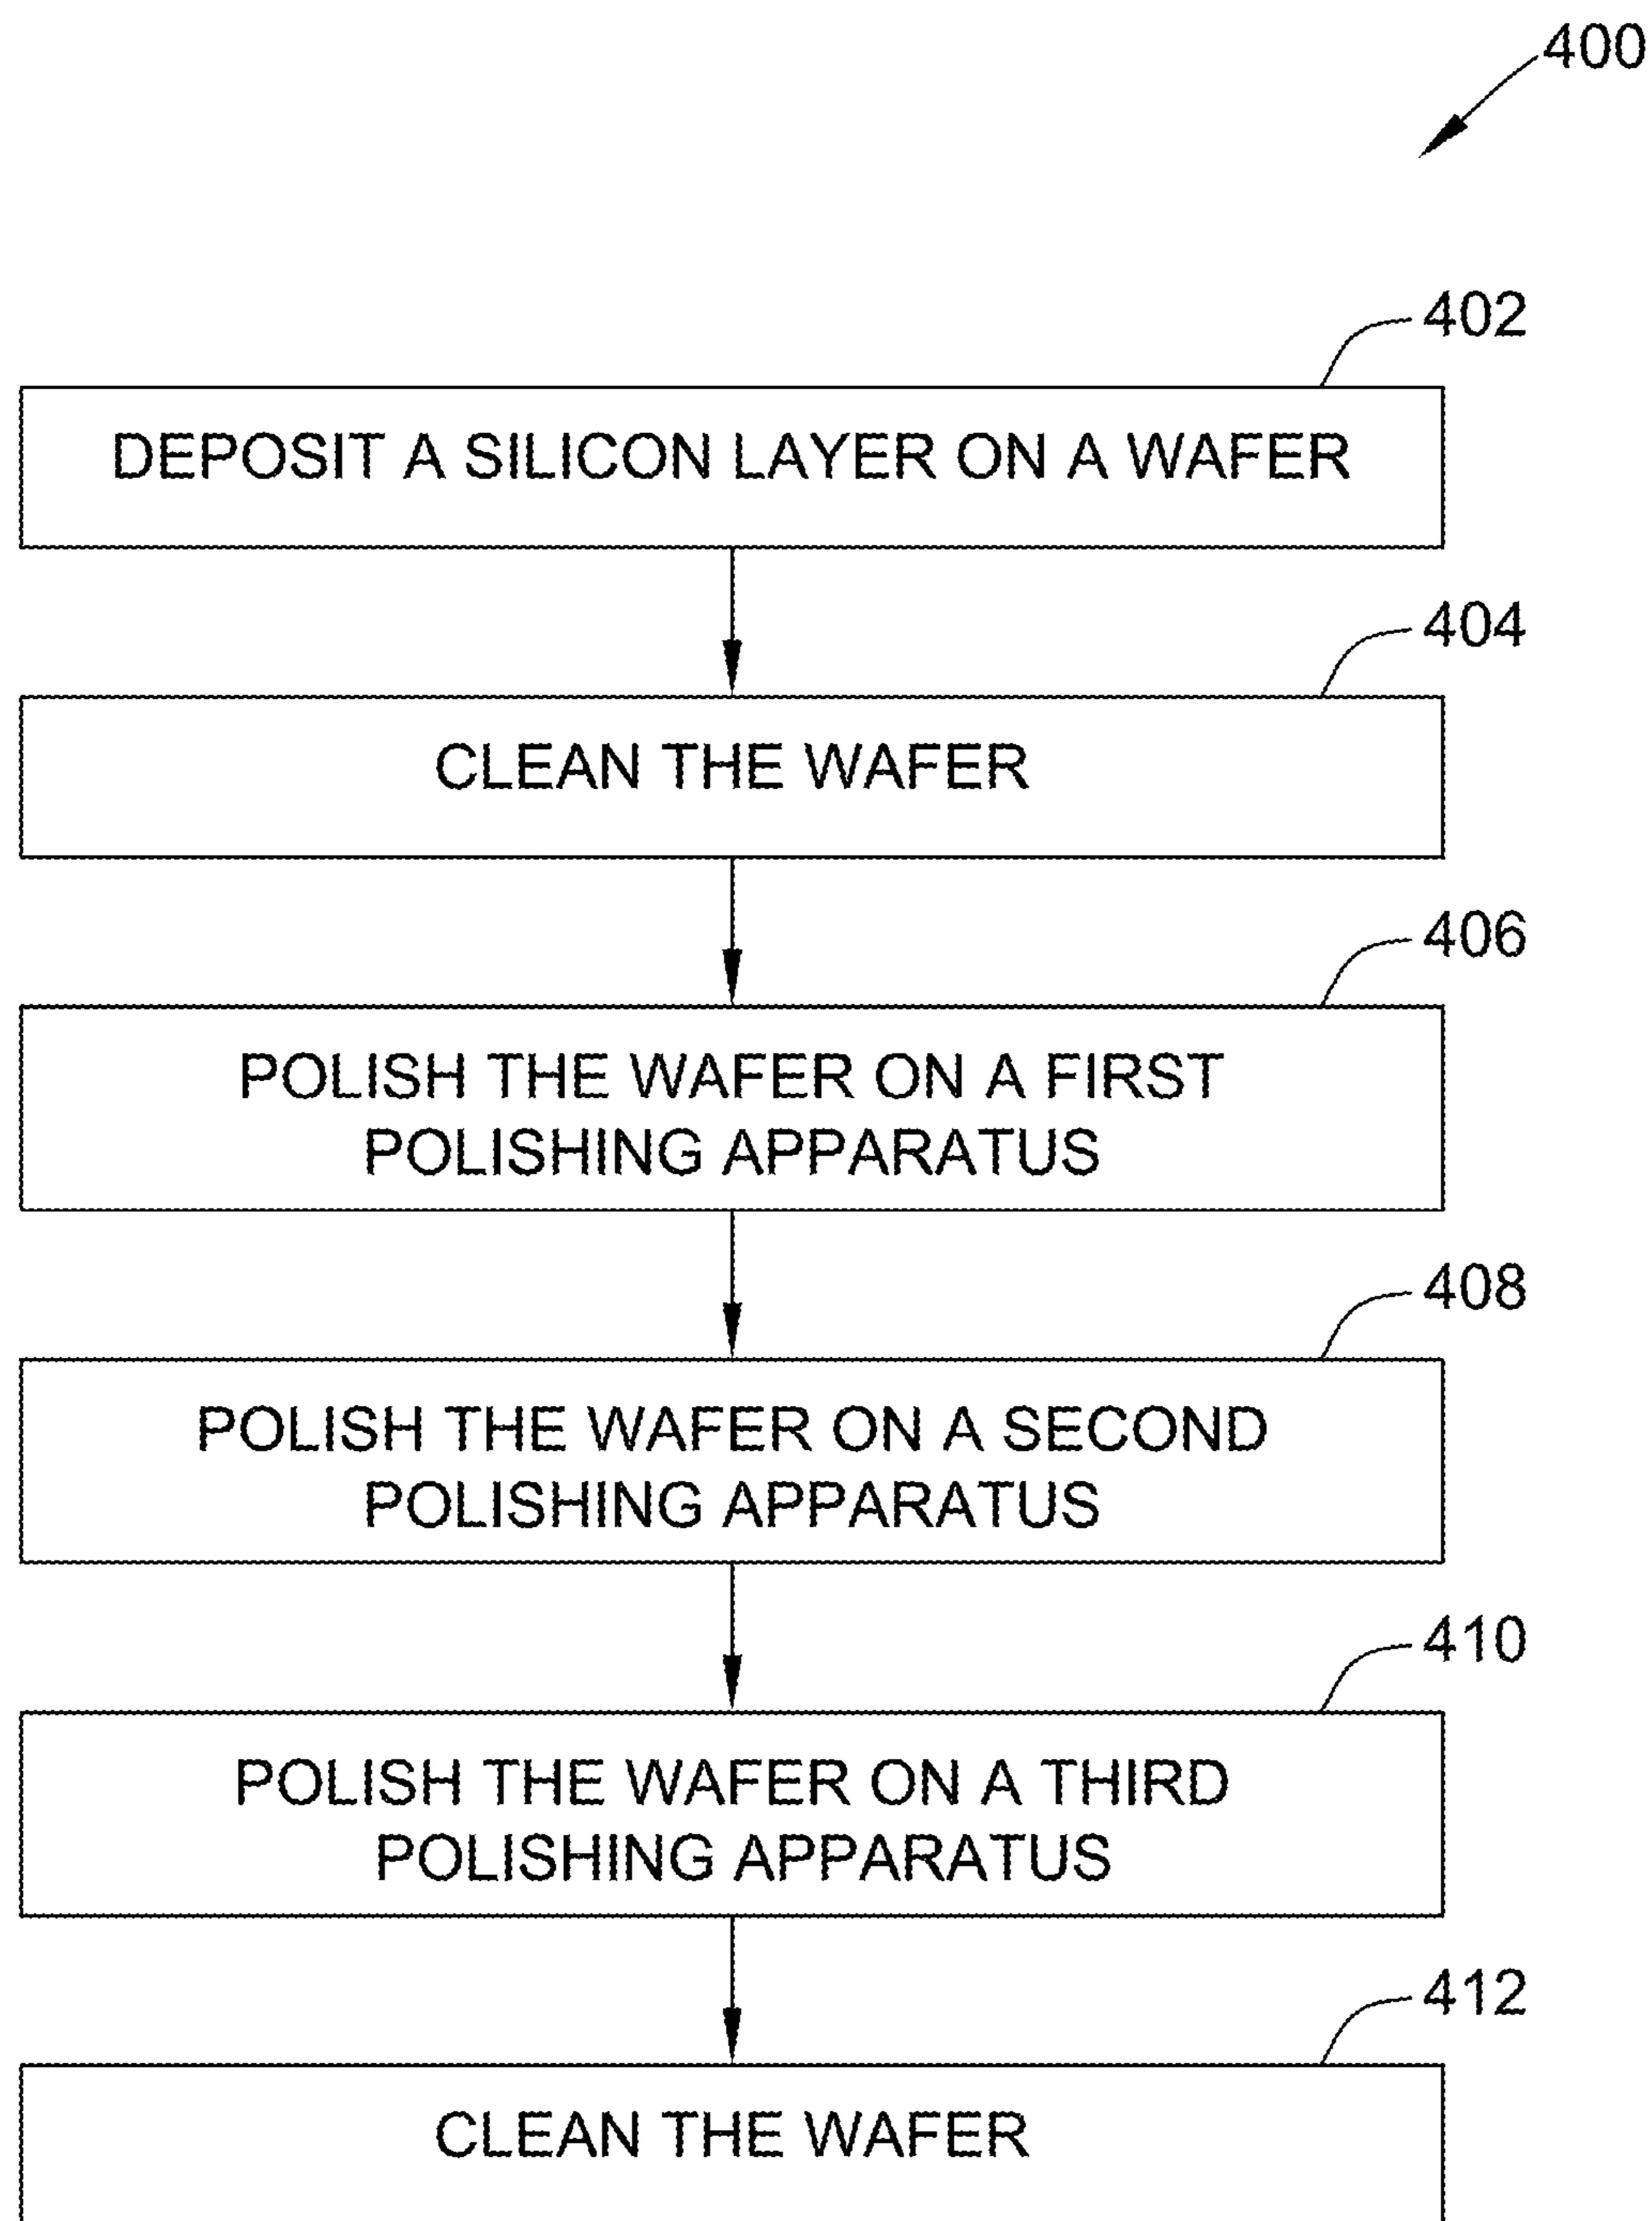 400
402
DEPOSIT A SILICON LAYER ON A WAFER
404
CLEAN THE WAFER
406
POLISH THE WAFER ON A FIRST
POLISHING APPARATUS
408
POLISH THE WAFER ON A SECOND
POLISHING APPARATUS
410
POLISH THE WAFER ON A THIRD
POLISHING APPARATUS
412
CLEAN THE WAFER